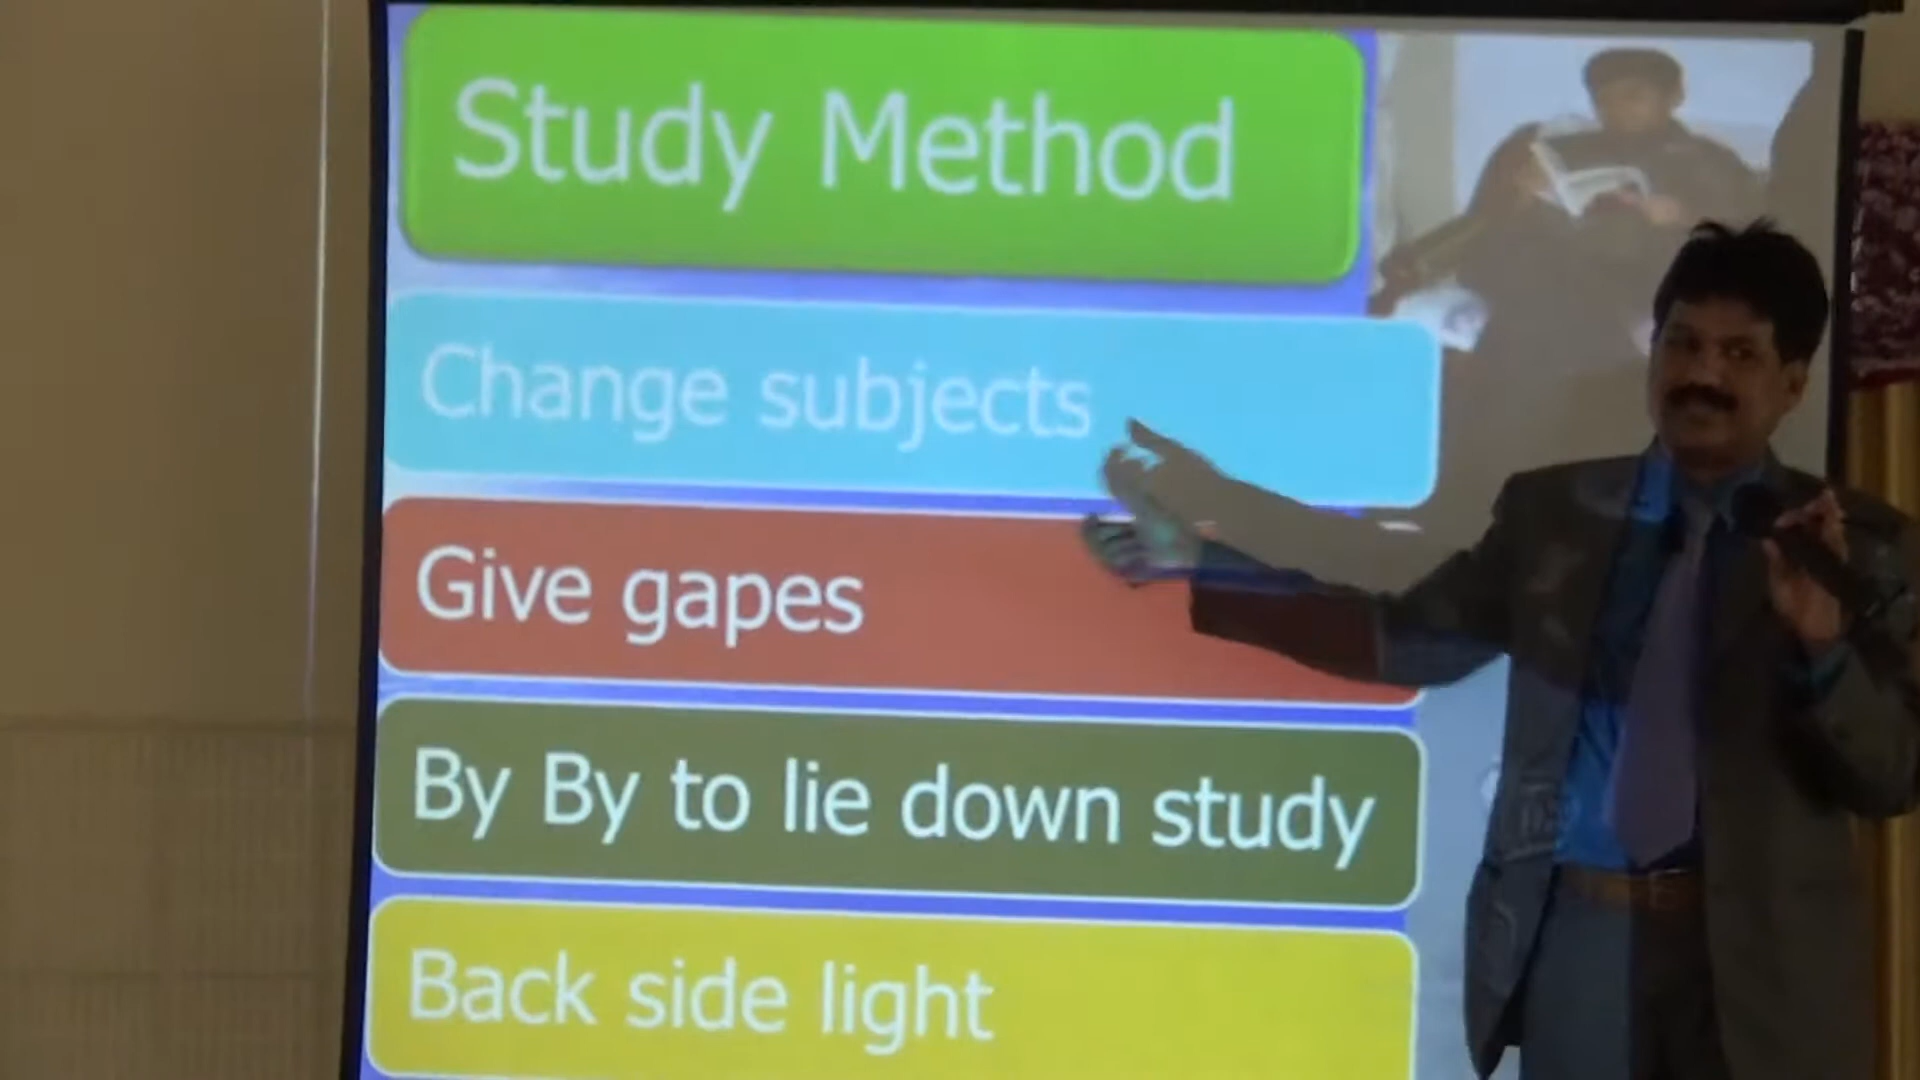 Study Method
Change subjects
Give gapes
By By to lie down study
Back side light